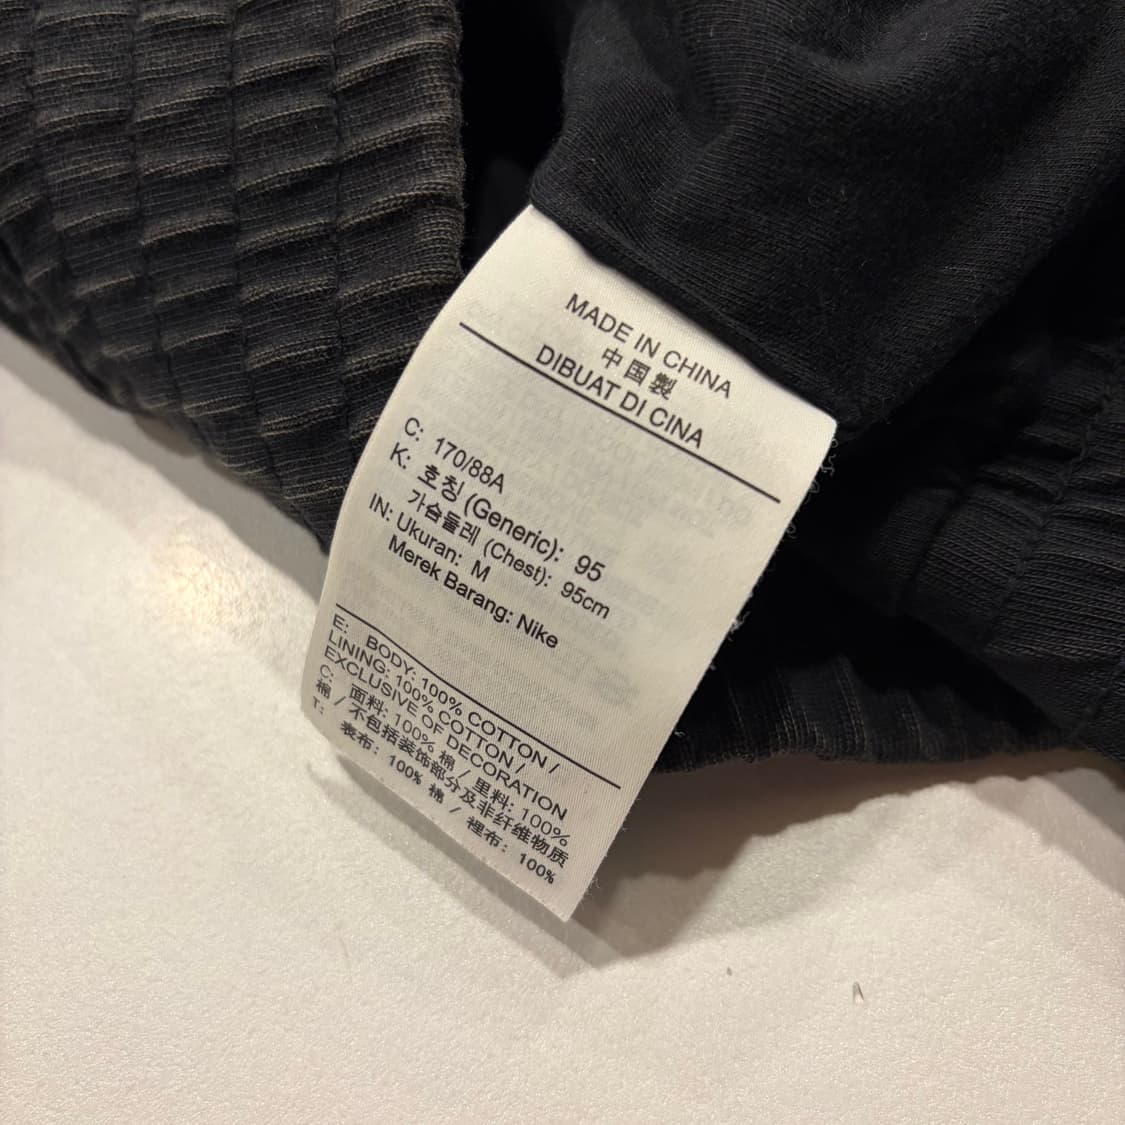 MADE IN CHINA
中国製
DIBUAT DI CINA
C: 170/88A
K: 호칭 (Generic): 95
가슴둘레 (Chest): 95cm
IN: Ukuran: M
Merek Barang: Nike
E: BODY: 100% COTTON /
LINING: 100% COTTON /
EXCLUSIVE OF DECORATION
C: 面料: 100% 棉 / 里料: 100%
棉 / 不包括装饰部分及非纤维物质
T: 表布: 100% 棉 / 裡布: 100%